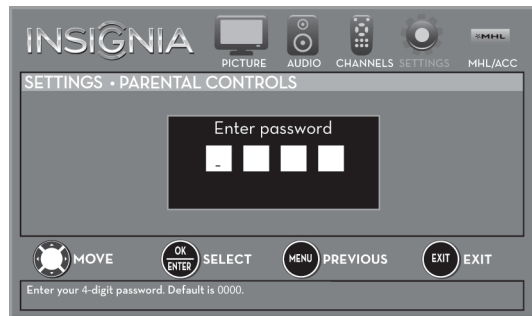 INSIGNIA
PICTURE AUDIO CHANNELS SETTINGS MHL MHL/ACC
SETTINGS • PARENTAL CONTROLS
Enter password
_
MOVE OK ENTER SELECT MENU PREVIOUS EXIT EXIT
Enter your 4-digit password. Default is 0000.